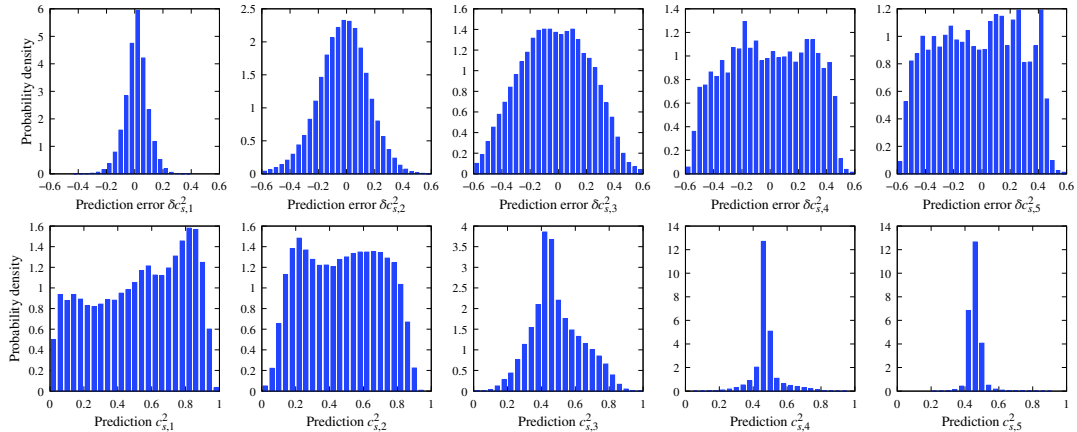 Probability density
0 1 2 3 4 5 6
−0.6 −0.4 −0.2 0 0.2 0.4 0.6
Prediction error δc²ₛ,₁
0 0.5 1 1.5 2 2.5
−0.6 −0.4 −0.2 0 0.2 0.4 0.6
Prediction error δc²ₛ,₂
0 0.2 0.4 0.6 0.8 1 1.2 1.4 1.6
−0.6 −0.4 −0.2 0 0.2 0.4 0.6
Prediction error δc²ₛ,₃
0 0.2 0.4 0.6 0.8 1 1.2 1.4
−0.6 −0.4 −0.2 0 0.2 0.4 0.6
Prediction error δc²ₛ,₄
0 0.2 0.4 0.6 0.8 1 1.2
−0.6 −0.4 −0.2 0 0.2 0.4 0.6
Prediction error δc²ₛ,₅
Probability density
0 0.2 0.4 0.6 0.8 1 1.2 1.4 1.6
0 0.2 0.4 0.6 0.8 1
Prediction c²ₛ,₁
0 0.2 0.4 0.6 0.8 1 1.2 1.4 1.6
0 0.2 0.4 0.6 0.8 1
Prediction c²ₛ,₂
0 0.5 1 1.5 2 2.5 3 3.5 4
0 0.2 0.4 0.6 0.8 1
Prediction c²ₛ,₃
0 2 4 6 8 10 12 14
0 0.2 0.4 0.6 0.8 1
Prediction c²ₛ,₄
0 2 4 6 8 10 12 14
0 0.2 0.4 0.6 0.8 1
Prediction c²ₛ,₅